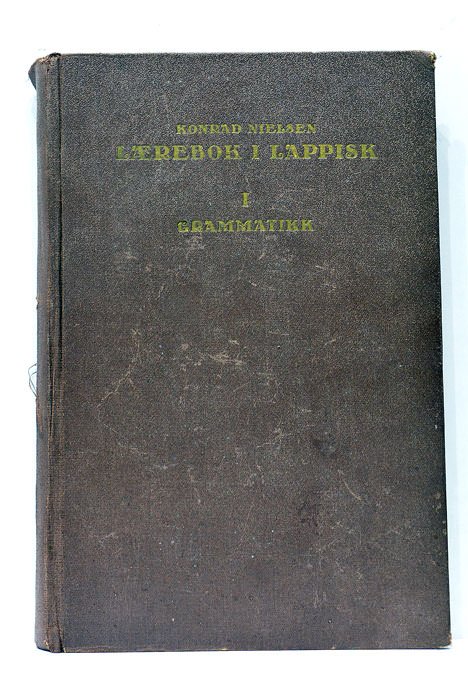 KONRAD NIELSEN
LÆREBOK I LAPPISK
I
GRAMMATIKK